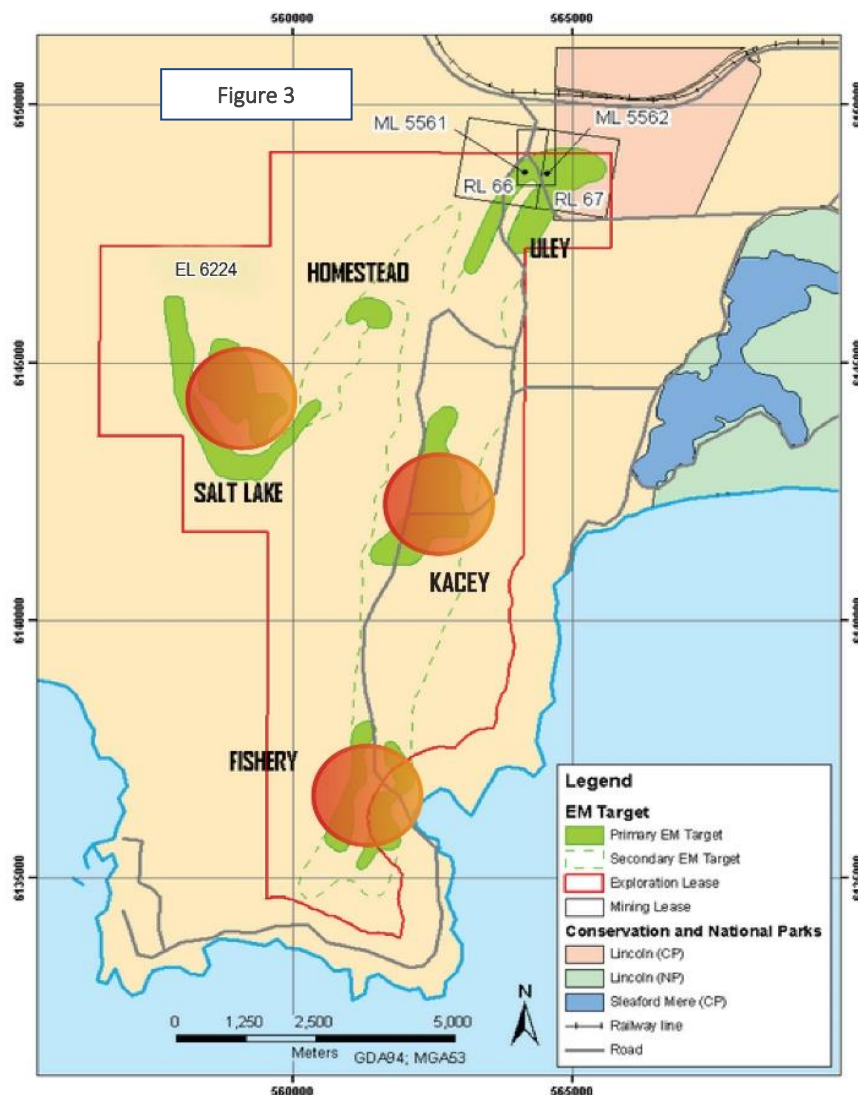 560000
565000
Figure 3
6150000
ML 5561
ML 5562
RL 66
RL 67
ULEY
EL 6224
HOMESTEAD
6145000
SALT LAKE
KACEY
6140000
6140000
FISHERY
6135000
Legend
EM Target
Primary EM Target
Secondary EM Target
Exploration Lease
Mining Lease
Conservation and National Parks
Lincoln (CP)
Lincoln (NP)
Sleaford Mere (CP)
Railway line
Road
N
0 1,250 2,500 5,000
Meters
GDA94; MGA53
560000
565000